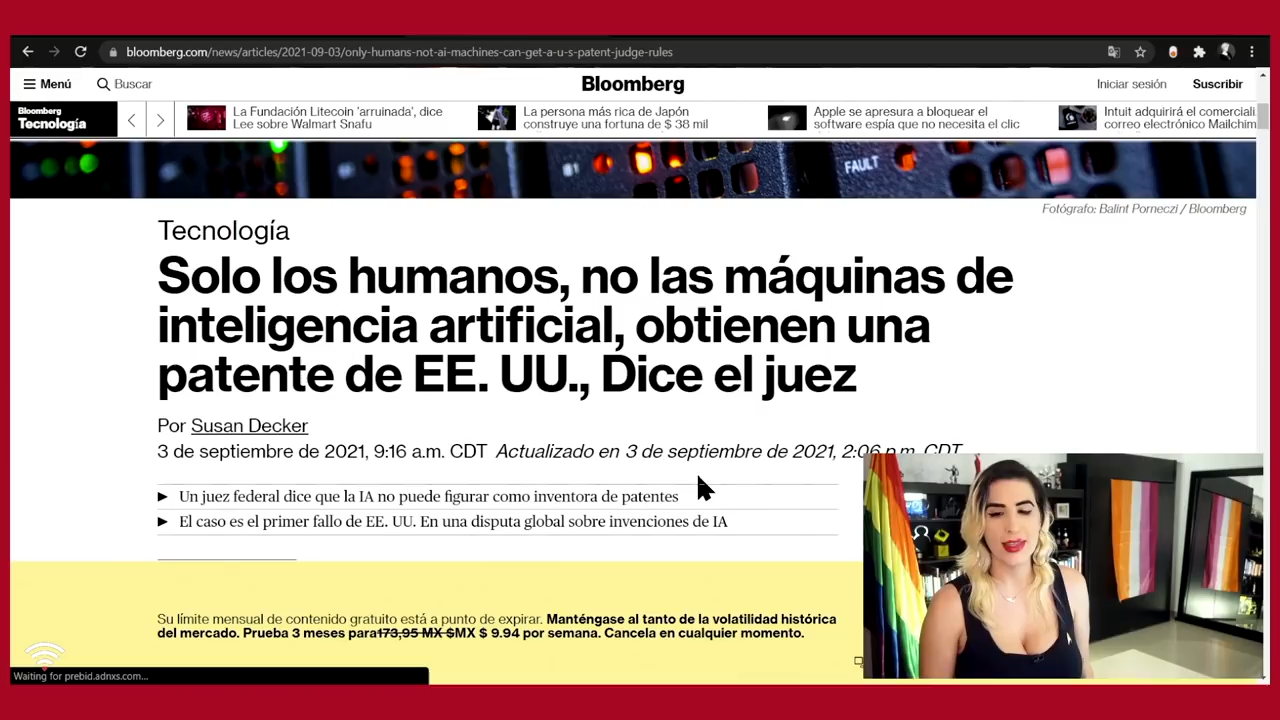 bloomberg.com/news/articles/2021-09-03/only-humans-not-ai-machines-can-get-a-u-s-patent-judge-rules
Menú
Buscar
Bloomberg
Iniciar sesión
Suscribir
Bloomberg
Tecnología
La Fundación Litecoin 'arruinada', dice
Lee sobre Walmart Snafu
La persona más rica de Japón
construye una fortuna de $ 38 mil
Apple se apresura a bloquear el
software espía que no necesita el clic
Intuit adquirirá el comerciali
correo electrónico Mailchim
FAULT
Fotógrafo: Balint Porneczi / Bloomberg
Tecnología
Solo los humanos, no las máquinas de
inteligencia artificial, obtienen una
patente de EE. UU., Dice el juez
Por Susan Decker
3 de septiembre de 2021, 9:16 a.m. CDT Actualizado en 3 de septiembre de 2021, 2:06 p.m. CDT
Un juez federal dice que la IA no puede figurar como inventora de patentes
El caso es el primer fallo de EE. UU. En una disputa global sobre invenciones de IA
Su límite mensual de contenido gratuito está a punto de expirar. Manténgase al tanto de la volatilidad histórica
del mercado. Prueba 3 meses para173,95 MX $MX $ 9.94 por semana. Cancela en cualquier momento.
Waiting for prebid.adnxs.com...